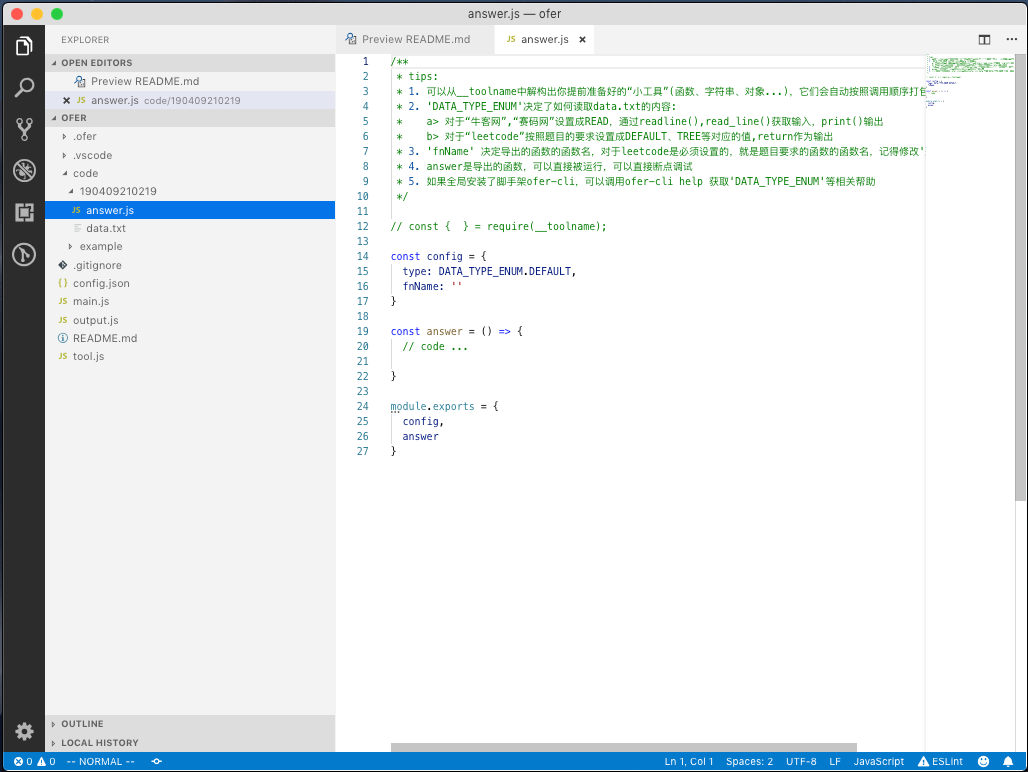 answer.js — ofer
EXPLORER
OPEN EDITORS
Preview README.md
JS answer.js code/190409210219
OFER
.ofer
.vscode
code
190409210219
JS answer.js
data.txt
example
.gitignore
{} config.json
JS main.js
JS output.js
README.md
JS tool.js
OUTLINE
LOCAL HISTORY
Preview README.md
JS answer.js
1 /**
2 * tips:
3 * 1. 可以从__toolname中解构出你提前准备好的“小工具”(函数、字符串、对象...)，它们会自动按照调用顺序打包
4 * 2. 'DATA_TYPE_ENUM'决定了如何读取data.txt的内容:
5 * a> 对于“牛客网”,“赛码网”设置成READ，通过readline(),read_line()获取输入，print()输出
6 * b> 对于“leetcode”按照题目的要求设置成DEFAULT、TREE等对应的值,return作为输出
7 * 3. 'fnName' 决定导出的函数的函数名，对于leetcode是必须设置的，就是题目要求的函数的函数名，记得修改'
8 * 4. answer是导出的函数，可以直接被运行，可以直接断点调试
9 * 5. 如果全局安装了脚手架ofer-cli，可以调用ofer-cli help 获取'DATA_TYPE_ENUM'等相关帮助
10 */
11
12 // const {  } = require(__toolname);
13
14 const config = {
15 type: DATA_TYPE_ENUM.DEFAULT,
16 fnName: ''
17 }
18
19 const answer = () => {
20 // code ...
21
22 }
23
24 module.exports = {
25 config,
26 answer
27 }
0 0 -- NORMAL -- Ln 1, Col 1 Spaces: 2 UTF-8 LF JavaScript ESLint